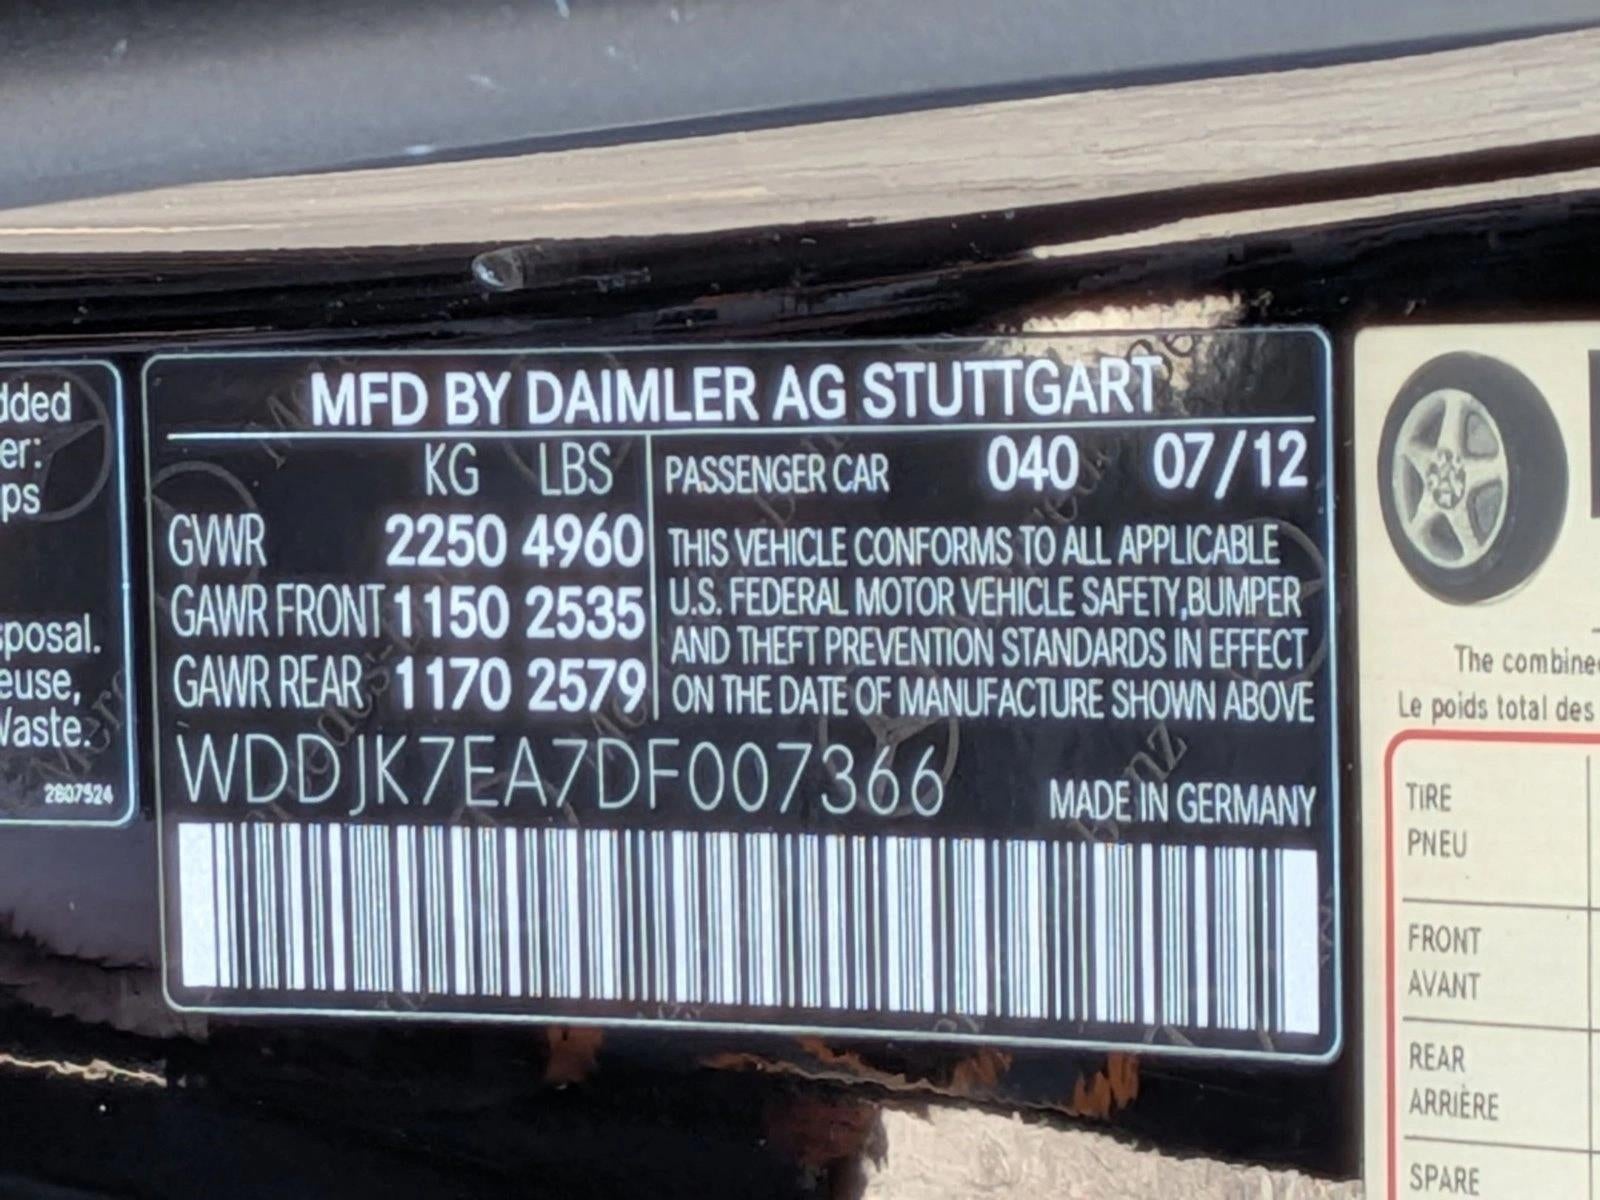 dded
er:
ps
sposal.
euse,
Waste.
2807524
MFD BY DAIMLER AG STUTTGART
KG LBS
GVWR 2250 4960
GAWR FRONT 1150 2535
GAWR REAR 1170 2579
PASSENGER CAR 040 07/12
THIS VEHICLE CONFORMS TO ALL APPLICABLE
U.S. FEDERAL MOTOR VEHICLE SAFETY,BUMPER
AND THEFT PREVENTION STANDARDS IN EFFECT
ON THE DATE OF MANUFACTURE SHOWN ABOVE
WDDJK7EA7DF007366
MADE IN GERMANY
The combine
Le poids total des
TIRE
PNEU
FRONT
AVANT
REAR
ARRIÈRE
SPARE